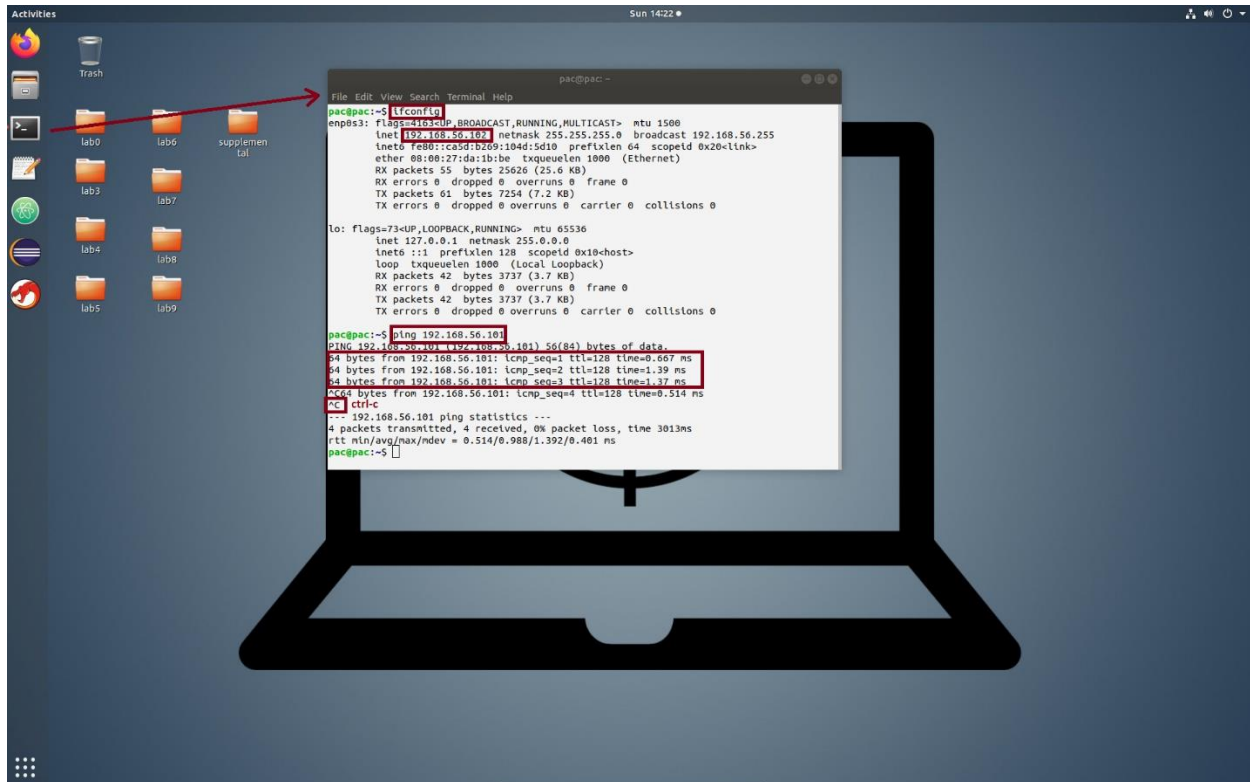 Activities
Sun 14:22
Trash
lab0
lab6
supplemen
tal
lab3
lab7
lab4
lab8
lab5
lab9
pac@pac: ~
File Edit View Search Terminal Help
pac@pac:~$ ifconfig
enp0s3: flags=4163<UP,BROADCAST,RUNNING,MULTICAST> mtu 1500
inet 192.168.56.102 netmask 255.255.255.0 broadcast 192.168.56.255
inet6 fe80::ca5d:b269:104d:5d10 prefixlen 64 scopeid 0x20<link>
ether 08:00:27:da:1b:be txqueuelen 1000 (Ethernet)
RX packets 55 bytes 25626 (25.6 KB)
RX errors 0 dropped 0 overruns 0 frame 0
TX packets 61 bytes 7254 (7.2 KB)
TX errors 0 dropped 0 overruns 0 carrier 0 collisions 0
lo: flags=73<UP,LOOPBACK,RUNNING> mtu 65536
inet 127.0.0.1 netmask 255.0.0.0
inet6 ::1 prefixlen 128 scopeid 0x10<host>
loop txqueuelen 1000 (Local Loopback)
RX packets 42 bytes 3737 (3.7 KB)
RX errors 0 dropped 0 overruns 0 frame 0
TX packets 42 bytes 3737 (3.7 KB)
TX errors 0 dropped 0 overruns 0 carrier 0 collisions 0
pac@pac:~$ ping 192.168.56.101
PING 192.168.56.101 (192.168.56.101) 56(84) bytes of data.
64 bytes from 192.168.56.101: icmp_seq=1 ttl=128 time=0.667 ms
64 bytes from 192.168.56.101: icmp_seq=2 ttl=128 time=1.39 ms
64 bytes from 192.168.56.101: icmp_seq=3 ttl=128 time=1.37 ms
^C64 bytes from 192.168.56.101: icmp_seq=4 ttl=128 time=0.514 ms
^C ctrl-c
--- 192.168.56.101 ping statistics ---
4 packets transmitted, 4 received, 0% packet loss, time 3013ms
rtt min/avg/max/mdev = 0.514/0.988/1.392/0.401 ms
pac@pac:~$